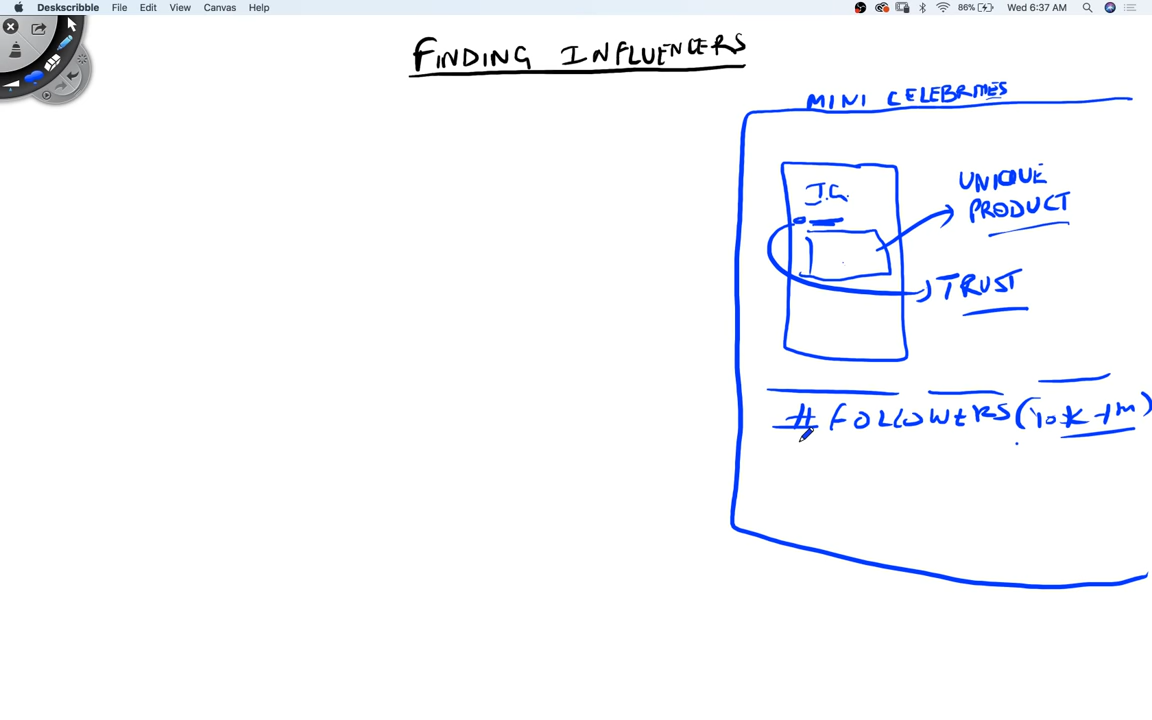 Deskscribble File Edit View Canvas Help 86% Wed 6:37 AM
FINDING INFLUENCERS
MINI CELEBRITIES
I.G.
UNIQUE
PRODUCT
TRUST
# FOLLOWERS (10K-1M)